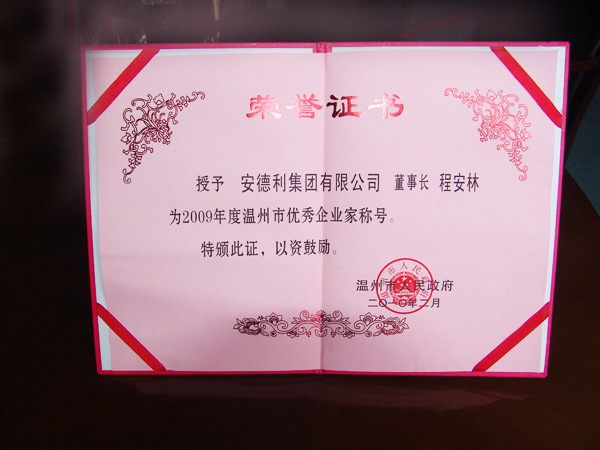 荣誉证书
授予 安德利集团有限公司 董事长 程安林
为2009年度温州市优秀企业家称号。
特颁此证，以资鼓励。
温州市人民政府
二〇一〇年二月